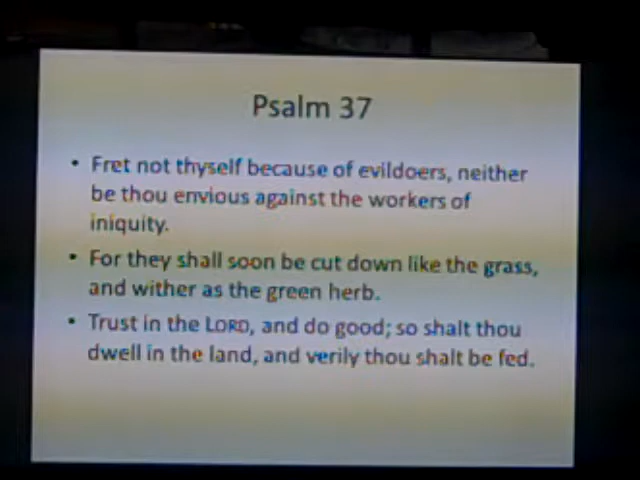 Psalm 37
• Fret not thyself because of evildoers, neither
be thou envious against the workers of
iniquity.
• For they shall soon be cut down like the grass,
and wither as the green herb.
• Trust in the LORD, and do good; so shalt thou
dwell in the land, and verily thou shalt be fed.